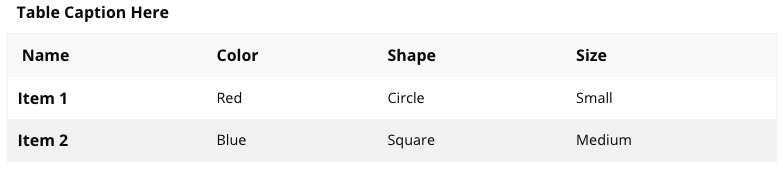 Table Caption Here
Name Color Shape Size
Item 1 Red Circle Small
Item 2 Blue Square Medium